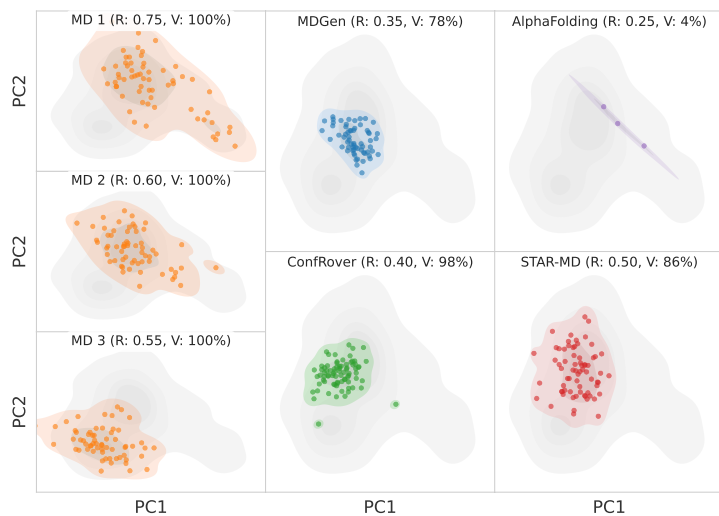 MD 1 (R: 0.75, V: 100%)
MDGen (R: 0.35, V: 78%)
AlphaFolding (R: 0.25, V: 4%)
PC2
MD 2 (R: 0.60, V: 100%)
PC2
ConfRover (R: 0.40, V: 98%)
STAR-MD (R: 0.50, V: 86%)
MD 3 (R: 0.55, V: 100%)
PC2
PC1
PC1
PC1